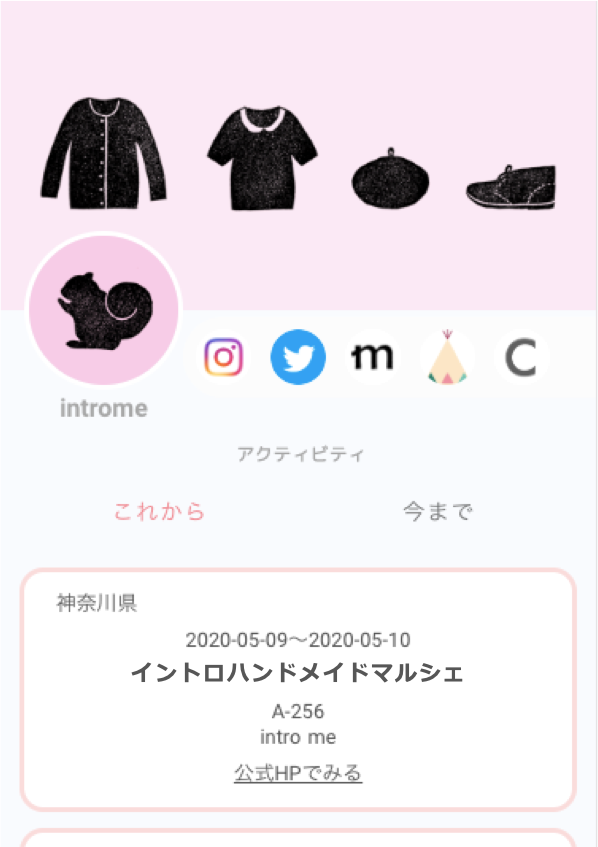 m
C
introme
アクティビティ
これから
今まで
神奈川県
2020-05-09〜2020-05-10
イントロハンドメイドマルシェ
A-256
intro me
公式HPでみる